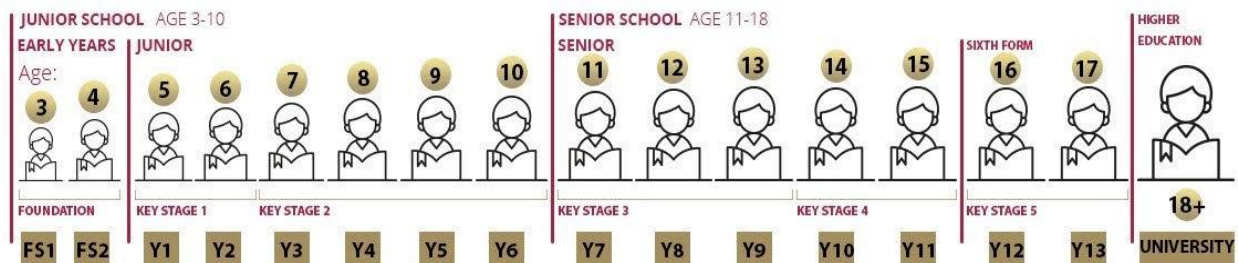 JUNIOR SCHOOL AGE 3-10
EARLY YEARS
JUNIOR
Age:
3
4
5
6
7
8
9
10
FOUNDATION
KEY STAGE 1
KEY STAGE 2
FS1
FS2
Y1
Y2
Y3
Y4
Y5
Y6
SENIOR SCHOOL AGE 11-18
SENIOR
SIXTH FORM
11
12
13
14
15
16
17
KEY STAGE 3
KEY STAGE 4
KEY STAGE 5
Y7
Y8
Y9
Y10
Y11
Y12
Y13
HIGHER
EDUCATION
18+
UNIVERSITY